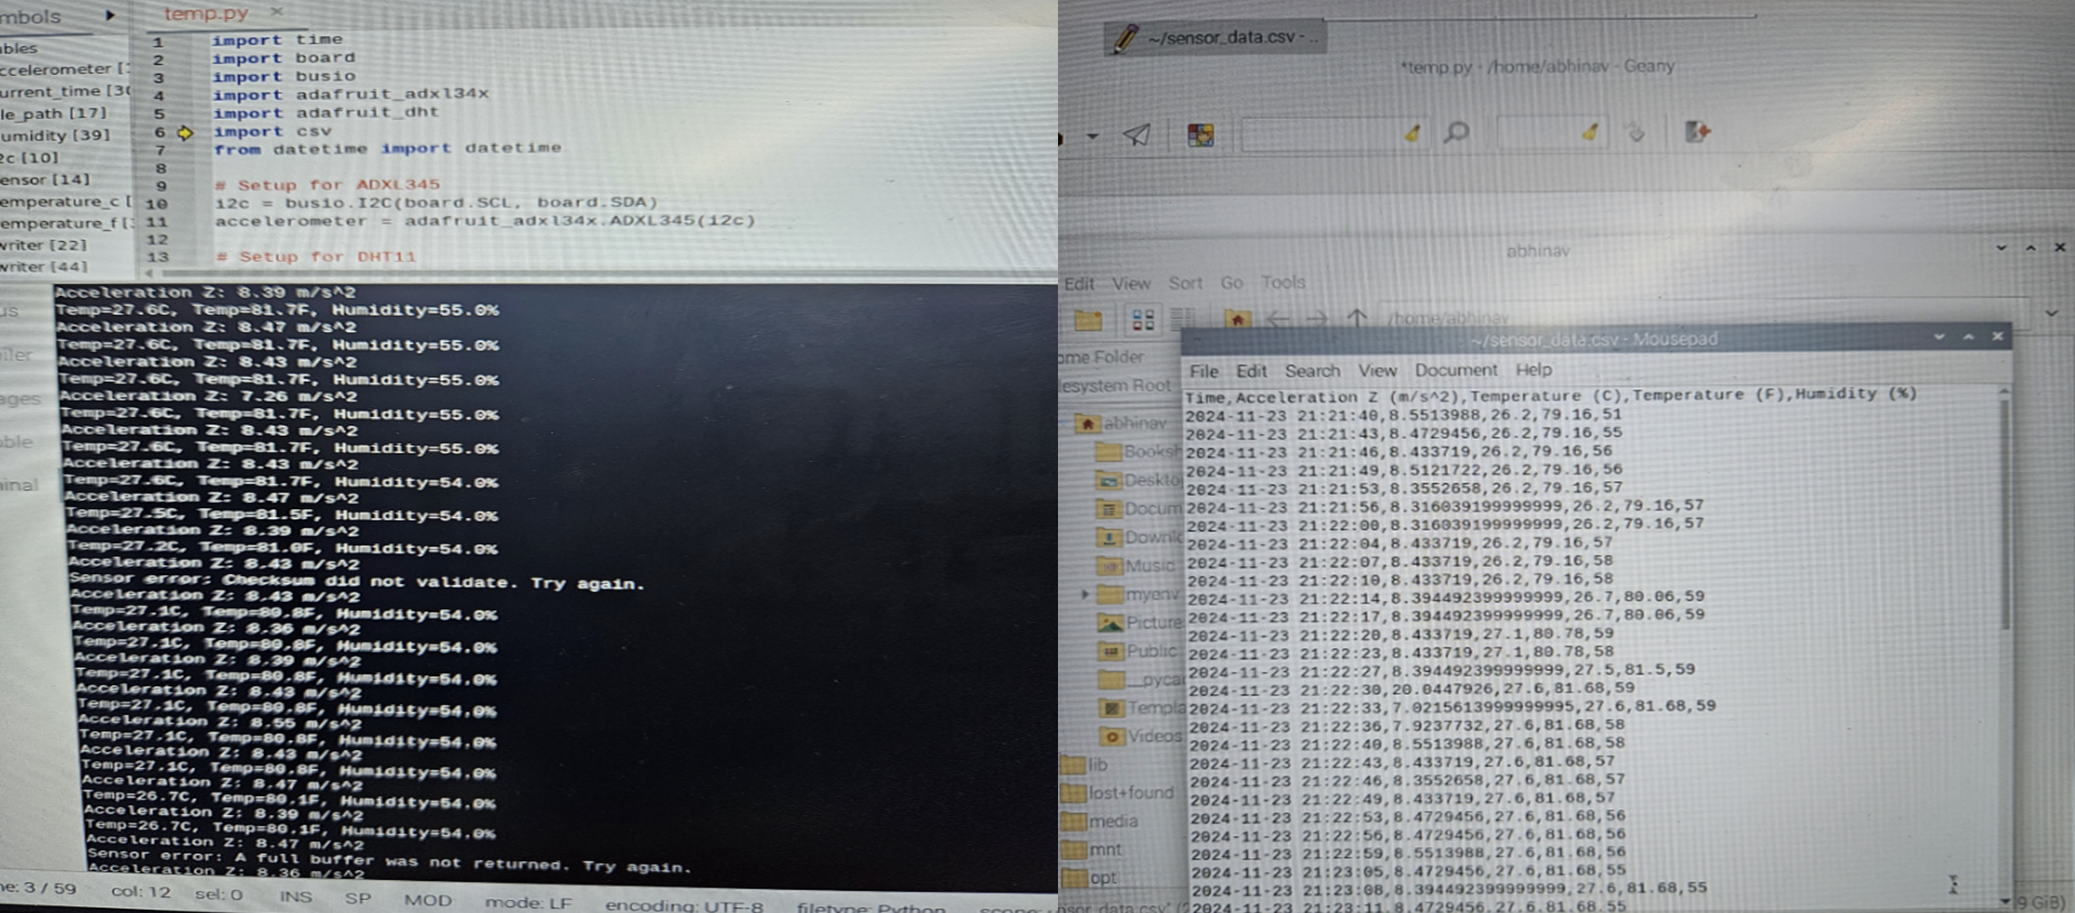 mbols
temp.py ×
ables
ccelerometer [
urrent_time [3
le_path [17]
umidity [39]
2c [10]
ensor [14]
emperature_c [
emperature_f [
writer [22]
writer [44]
1 import time
2 import board
3 import busio
4 import adafruit_adxl34x
5 import adafruit_dht
6 import csv
7 from datetime import datetime
8
9 # Setup for ADXL345
10 i2c = busio.I2C(board.SCL, board.SDA)
11 accelerometer = adafruit_adxl34x.ADXL345(i2c)
12
13 # Setup for DHT11
us
iler
ages
ble
inal
Acceleration Z: 8.39 m/s^2
Temp=27.6C, Temp=81.7F, Humidity=55.0%
Acceleration Z: 8.47 m/s^2
Temp=27.6C, Temp=81.7F, Humidity=55.0%
Acceleration Z: 8.43 m/s^2
Temp=27.6C, Temp=81.7F, Humidity=55.0%
Acceleration Z: 7.26 m/s^2
Temp=27.6C, Temp=81.7F, Humidity=55.0%
Acceleration Z: 8.43 m/s^2
Temp=27.6C, Temp=81.7F, Humidity=55.0%
Acceleration Z: 8.43 m/s^2
Temp=27.6C, Temp=81.7F, Humidity=54.0%
Acceleration Z: 8.47 m/s^2
Temp=27.5C, Temp=81.5F, Humidity=54.0%
Acceleration Z: 8.39 m/s^2
Temp=27.2C, Temp=81.0F, Humidity=54.0%
Acceleration Z: 8.43 m/s^2
Sensor error: Checksum did not validate. Try again.
Acceleration Z: 8.43 m/s^2
Temp=27.1C, Temp=80.8F, Humidity=54.0%
Acceleration Z: 8.36 m/s^2
Temp=27.1C, Temp=80.8F, Humidity=54.0%
Acceleration Z: 8.39 m/s^2
Temp=27.1C, Temp=80.8F, Humidity=54.0%
Acceleration Z: 8.43 m/s^2
Temp=27.1C, Temp=80.8F, Humidity=54.0%
Acceleration Z: 8.55 m/s^2
Temp=27.1C, Temp=80.8F, Humidity=54.0%
Acceleration Z: 8.43 m/s^2
Temp=27.1C, Temp=80.8F, Humidity=54.0%
Acceleration Z: 8.47 m/s^2
Temp=26.7C, Temp=80.1F, Humidity=54.0%
Acceleration Z: 8.39 m/s^2
Temp=26.7C, Temp=80.1F, Humidity=54.0%
Acceleration Z: 8.47 m/s^2
Sensor error: A full buffer was not returned. Try again.
Acceleration Z: 8.36 m/s^2
ne: 3 / 59 col: 12 sel: 0 INS SP MOD mode: LF encoding: UTF-8 filetype: Python
~/sensor_data.csv - ..
*temp.py - /home/abhinav - Geany
abhinav
Edit View Sort Go Tools
/home/abhinav
ome Folder
lesystem Root
abhinav
Booksh
Deskto
Docum
Downlo
Music
myenv
Picture
Public
__pyca
Templa
Videos
lib
lost+found
media
mnt
opt
~/sensor_data.csv - Mousepad
File Edit Search View Document Help
Time,Acceleration Z (m/s^2),Temperature (C),Temperature (F),Humidity (%)
2024-11-23 21:21:40,8.5513988,26.2,79.16,51
2024-11-23 21:21:43,8.4729456,26.2,79.16,55
2024-11-23 21:21:46,8.433719,26.2,79.16,56
2024-11-23 21:21:49,8.5121722,26.2,79.16,56
2024-11-23 21:21:53,8.3552658,26.2,79.16,57
2024-11-23 21:21:56,8.316039199999999,26.2,79.16,57
2024-11-23 21:22:00,8.316039199999999,26.2,79.16,57
2024-11-23 21:22:04,8.433719,26.2,79.16,57
2024-11-23 21:22:07,8.433719,26.2,79.16,58
2024-11-23 21:22:10,8.433719,26.2,79.16,58
2024-11-23 21:22:14,8.394492399999999,26.7,80.06,59
2024-11-23 21:22:17,8.394492399999999,26.7,80.06,59
2024-11-23 21:22:20,8.433719,27.1,80.78,59
2024-11-23 21:22:23,8.433719,27.1,80.78,58
2024-11-23 21:22:27,8.394492399999999,27.5,81.5,59
2024-11-23 21:22:30,20.0447926,27.6,81.68,59
2024-11-23 21:22:33,7.0215613999999995,27.6,81.68,59
2024-11-23 21:22:36,7.9237732,27.6,81.68,58
2024-11-23 21:22:40,8.5513988,27.6,81.68,58
2024-11-23 21:22:43,8.433719,27.6,81.68,57
2024-11-23 21:22:46,8.3552658,27.6,81.68,57
2024-11-23 21:22:49,8.433719,27.6,81.68,57
2024-11-23 21:22:53,8.4729456,27.6,81.68,56
2024-11-23 21:22:56,8.4729456,27.6,81.68,56
2024-11-23 21:22:59,8.5513988,27.6,81.68,56
2024-11-23 21:23:05,8.4729456,27.6,81.68,55
2024-11-23 21:23:08,8.394492399999999,27.6,81.68,55
2024-11-23 21:23:11,8.4729456,27.6,81.68,55
9 GiB)